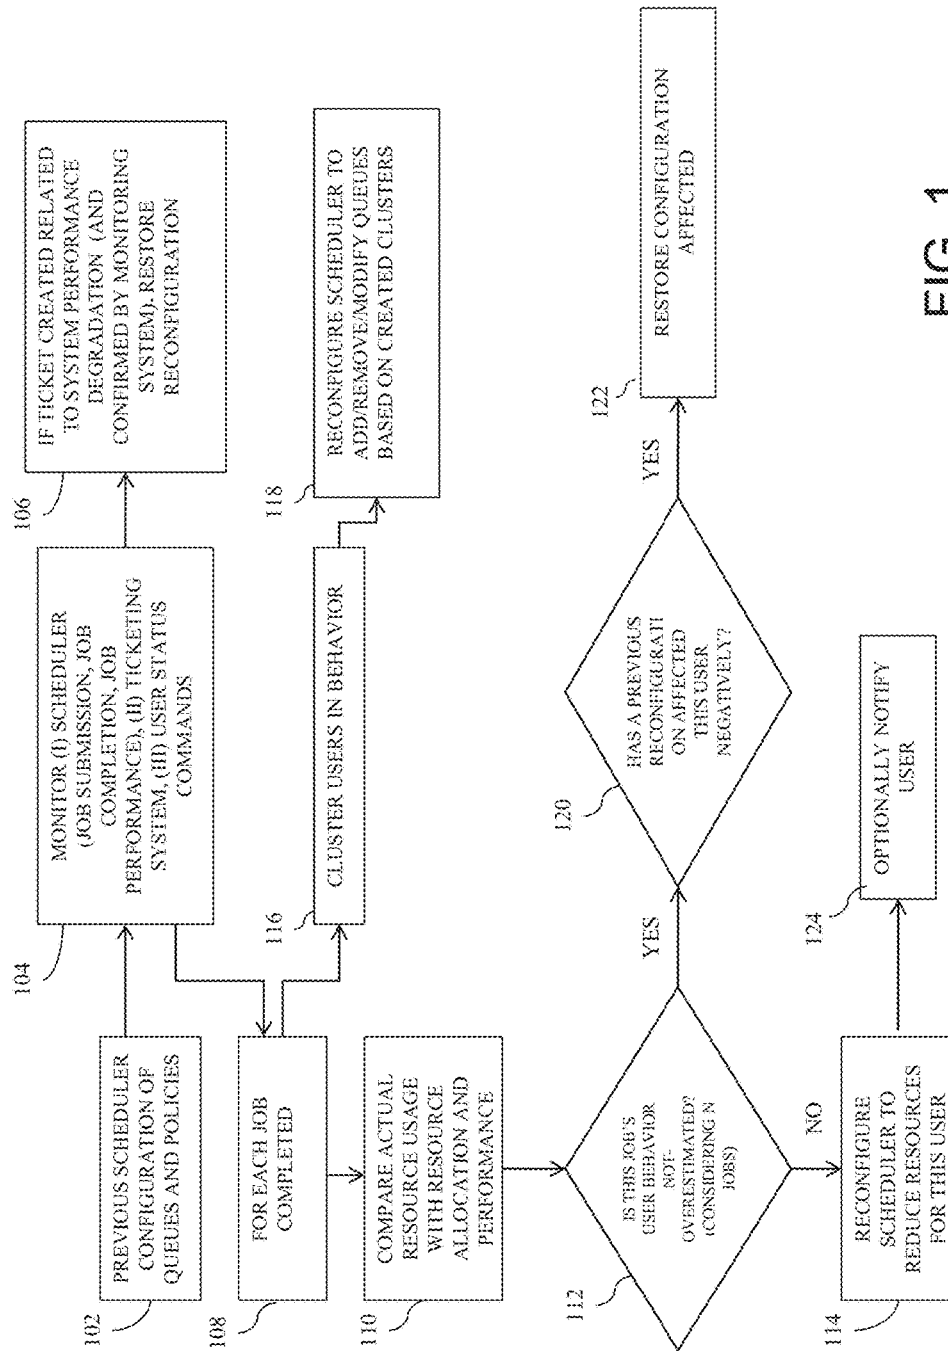 102
PREVIOUS SCHEDULER
CONFIGURATION OF
QUEUES AND POLICIES
104
MONITOR (I) SCHEDULER
(JOB SUBMISSION, JOB
COMPLETION, JOB
PERFORMANCE), (II) TICKETING
SYSTEM, (III) USER STATUS
COMMANDS
106
IF TICKET CREATED RELATED
TO SYSTEM PERFORMANCE
DEGRADATION (AND
CONFIRMED BY MONITORING
SYSTEM), RESTORE
RECONFIGURATION
108
FOR EACH JOB
COMPLETED
116
CLUSTER USERS IN BEHAVIOR
118
RECONFIGURE SCHEDULER TO
ADD/REMOVE/MODIFY QUEUES
BASED ON CREATED CLUSTERS
110
COMPARE ACTUAL
RESOURCE USAGE
WITH RESOURCE
ALLOCATION AND
PERFORMANCE
112
IS THIS JOB'S
USER BEHAVIOR
(NOT-
OVERESTIMATED?
(CONSIDERING N
JOBS)
YES
120
HAS A PREVIOUS
RECONFIGURATI
ON AFFECTED
THIS USER
NEGATIVELY?
YES
122
RESTORE CONFIGURATION
AFFECTED
NO
114
RECONFIGURE
SCHEDULER TO
REDUCE RESOURCES
FOR THIS USER
124
OPTIONALLY NOTIFY
USER
FIG. 1